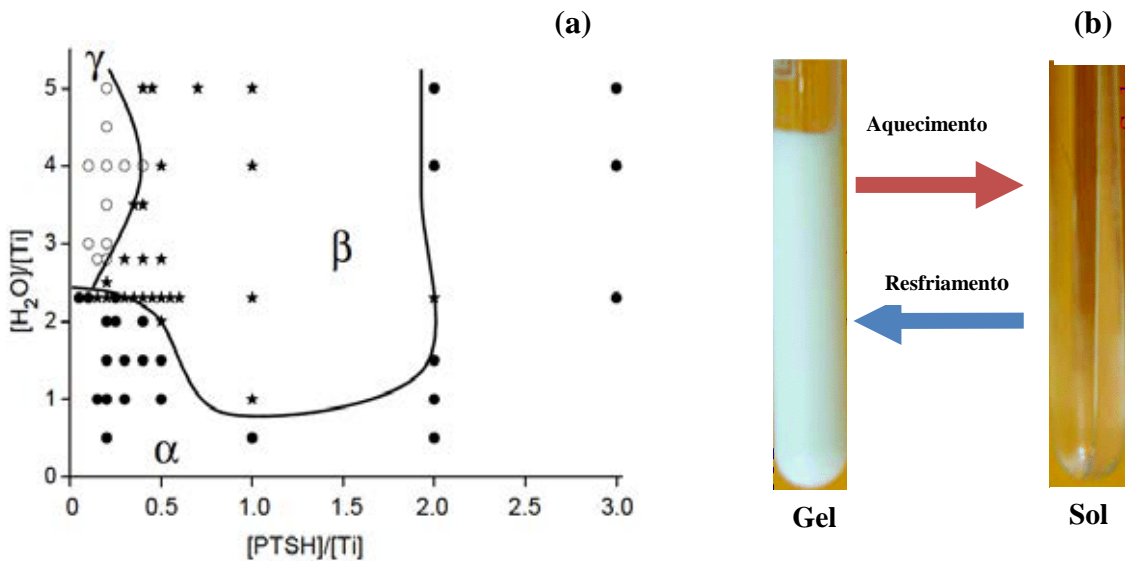 (a)
(b)
γ
5
4
3
2
1
0
[H₂O]/[Ti]
β
α
0 0.5 1.0 1.5 2.0 2.5 3.0
[PTSH]/[Ti]
Aquecimento
Resfriamento
Gel
Sol